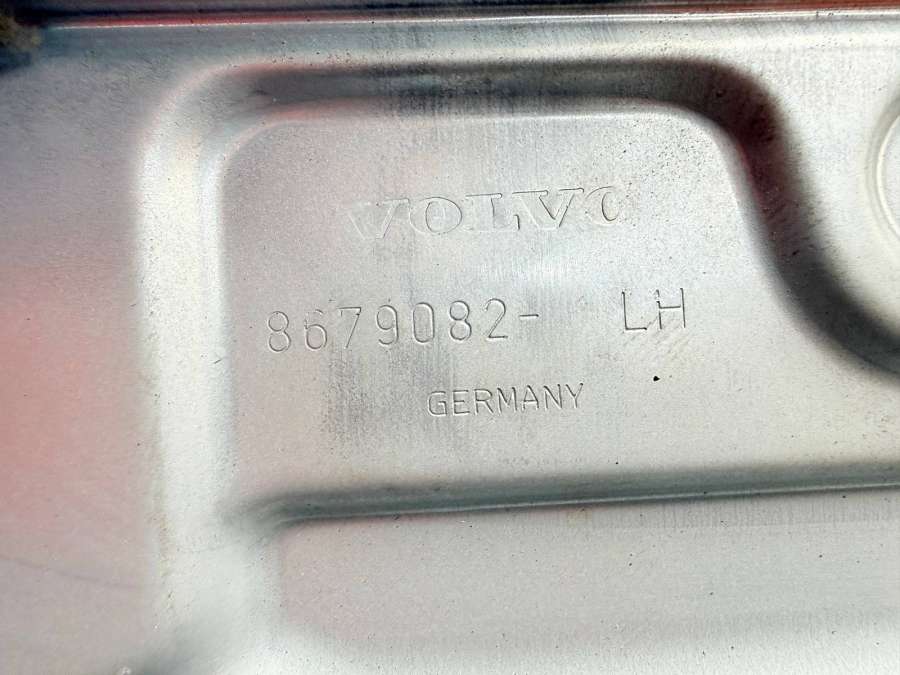 VOLVO
8679082- LH
GERMANY